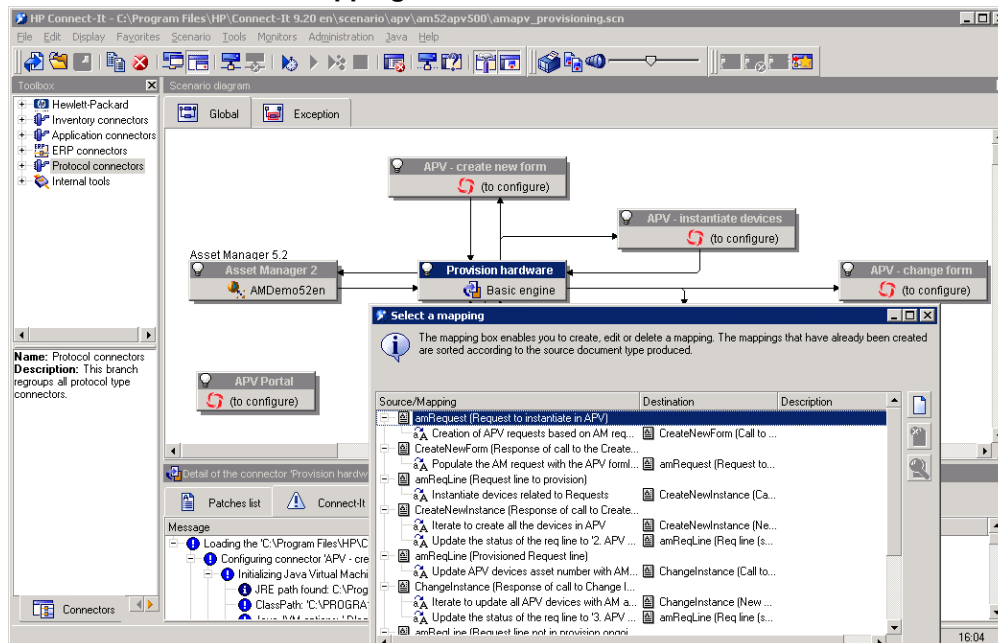 HP Connect-It - C:\Program Files\HP\Connect-It 9.20 en\scenario\apv\am52apv500\amapv_provisioning.scn
File Edit Display Favorites Scenario Tools Monitors Administration Java Help
Toolbox
Scenario diagram
Hewlett-Packard
Inventory connectors
Application connectors
ERP connectors
Protocol connectors
Internal tools
Global
Exception
APV - create new form
(to configure)
APV - instantiate devices
(to configure)
Asset Manager 5.2
Asset Manager 2
AMDemo52en
Provision hardware
Basic engine
APV - change form
(to configure)
APV Portal
(to configure)
Name: Protocol connectors
Description: This branch
regroups all protocol type
connectors.
Select a mapping
The mapping box enables you to create, edit or delete a mapping. The mappings that have already been created
are sorted according to the source document type produced.
Source/Mapping Destination Description
amRequest (Request to instantiate in APV)
Creation of APV requests based on AM req... CreateNewForm (Call to ...
CreateNewForm (Response of call to the Create...
Populate the AM request with the APV forml... amRequest (Request to...
amReqLine (Request line to provision)
Instantiate devices related to Requests CreateNewInstance (Ca...
CreateNewInstance (Response of call to Create...
Iterate to create all the devices in APV CreateNewInstance (Ne...
Update the status of the req line to '2. APV ... amReqLine (Req line (s...
amReqLine (Provisioned Request line)
Update APV devices asset number with AM... ChangeInstance (Call to...
ChangeInstance (Response of call to Change I...
Iterate to update all APV devices with AM a... ChangeInstance (New ...
Update the status of the req line to '3. APV ... amReqLine (Req line (s...
amReqLine (Request line not in provision ongoi
Detail of the connector 'Provision hardw
Patches list
Connect-It
Message
Loading the 'C:\Program Files\HP\C
Configuring connector 'APV - cre
Initializing Java Virtual Machi
JRE path found: C:\Prog
ClassPath: 'C:\PROGRA
Connectors
16:04